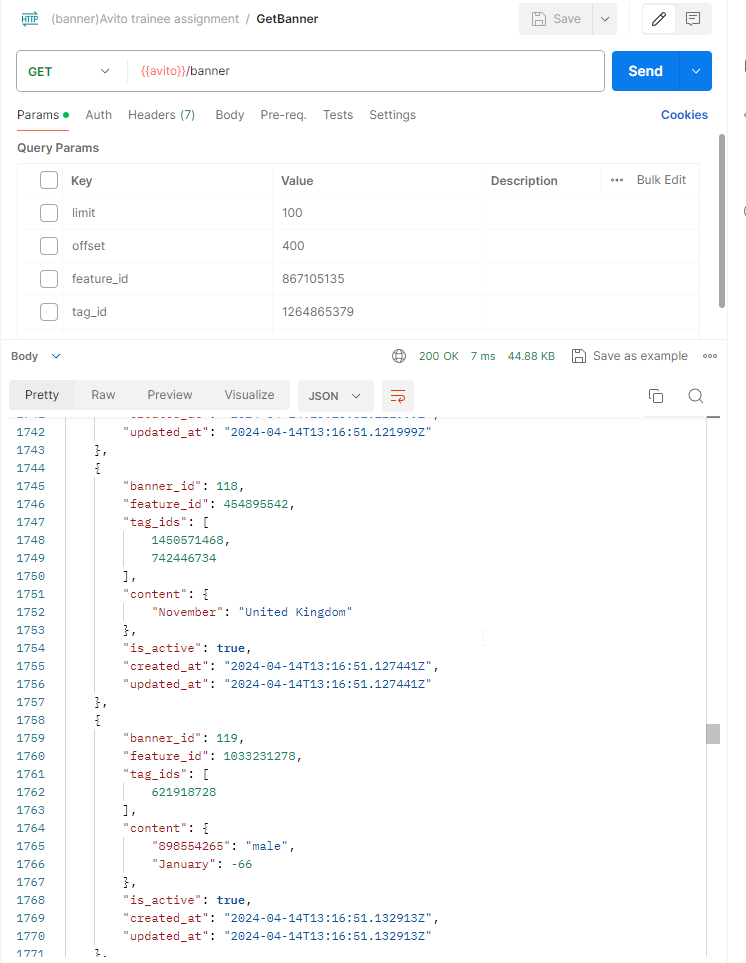 HTTP (banner)Avito trainee assignment / GetBanner Save
GET {{avito}}/banner Send
Params Auth Headers (7) Body Pre-req. Tests Settings Cookies
Query Params
Key Value Description ••• Bulk Edit
limit 100
offset 400
feature_id 867105135
tag_id 1264865379
Body 200 OK 7 ms 44.88 KB Save as example •••
Pretty Raw Preview Visualize JSON
1742 "updated_at": "2024-04-14T13:16:51.121999Z"
1743 },
1744 {
1745 "banner_id": 118,
1746 "feature_id": 454895542,
1747 "tag_ids": [
1748 1450571468,
1749 742446734
1750 ],
1751 "content": {
1752 "November": "United Kingdom"
1753 },
1754 "is_active": true,
1755 "created_at": "2024-04-14T13:16:51.127441Z",
1756 "updated_at": "2024-04-14T13:16:51.127441Z"
1757 },
1758 {
1759 "banner_id": 119,
1760 "feature_id": 1033231278,
1761 "tag_ids": [
1762 621918728
1763 ],
1764 "content": {
1765 "898554265": "male",
1766 "January": -66
1767 },
1768 "is_active": true,
1769 "created_at": "2024-04-14T13:16:51.132913Z",
1770 "updated_at": "2024-04-14T13:16:51.132913Z"
1771 },